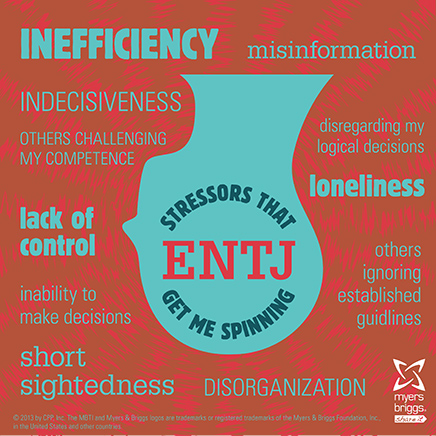 INEFFICIENCY
misinformation
INDECISIVENESS
OTHERS CHALLENGING
MY COMPETENCE
disregarding my
logical decisions
loneliness
STRESSORS THAT
ENTJ
GET ME SPINNING
lack of
control
others
ignoring
established
guidlines
inability to
make decisions
short
sightedness
DISORGANIZATION
myers
briggs.
share it
© 2013 by CPP, Inc. The MBTI and Myers & Briggs logos are trademarks or registered trademarks of the Myers & Briggs Foundation, Inc.,
in the United States and other countries.